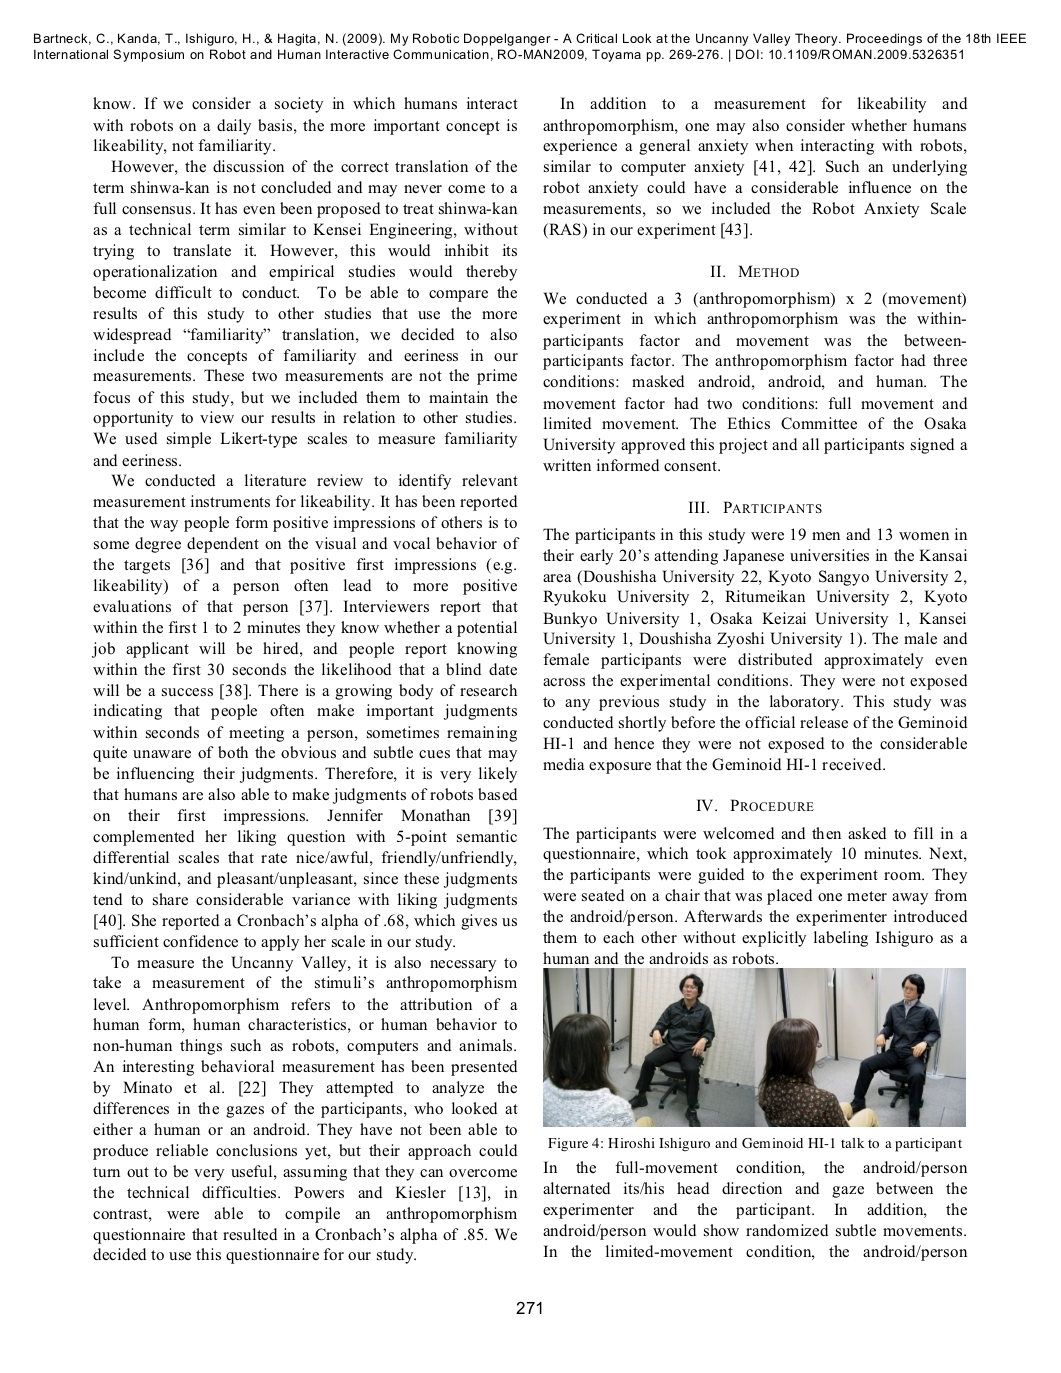 Bartneck, C., Kanda, T., Ishiguro, H., & Hagita, N. (2009). My Robotic Doppelganger - A Critical Look at the Uncanny Valley Theory. Proceedings of the 18th IEEE
International Symposium on Robot and Human Interactive Communication, RO-MAN2009, Toyama pp. 269-276. | DOI: 10.1109/ROMAN.2009.5326351
know. If we consider a society in which humans interact
with robots on a daily basis, the more important concept is
likeability, not familiarity.
However, the discussion of the correct translation of the
term shinwa-kan is not concluded and may never come to a
full consensus. It has even been proposed to treat shinwa-kan
as a technical term similar to Kensei Engineering, without
trying to translate it. However, this would inhibit its
operationalization and empirical studies would thereby
become difficult to conduct. To be able to compare the
results of this study to other studies that use the more
widespread “familiarity” translation, we decided to also
include the concepts of familiarity and eeriness in our
measurements. These two measurements are not the prime
focus of this study, but we included them to maintain the
opportunity to view our results in relation to other studies.
We used simple Likert-type scales to measure familiarity
and eeriness.
We conducted a literature review to identify relevant
measurement instruments for likeability. It has been reported
that the way people form positive impressions of others is to
some degree dependent on the visual and vocal behavior of
the targets [36] and that positive first impressions (e.g.
likeability) of a person often lead to more positive
evaluations of that person [37]. Interviewers report that
within the first 1 to 2 minutes they know whether a potential
job applicant will be hired, and people report knowing
within the first 30 seconds the likelihood that a blind date
will be a success [38]. There is a growing body of research
indicating that people often make important judgments
within seconds of meeting a person, sometimes remaining
quite unaware of both the obvious and subtle cues that may
be influencing their judgments. Therefore, it is very likely
that humans are also able to make judgments of robots based
on their first impressions. Jennifer Monathan [39]
complemented her liking question with 5-point semantic
differential scales that rate nice/awful, friendly/unfriendly,
kind/unkind, and pleasant/unpleasant, since these judgments
tend to share considerable variance with liking judgments
[40]. She reported a Cronbach’s alpha of .68, which gives us
sufficient confidence to apply her scale in our study.
To measure the Uncanny Valley, it is also necessary to
take a measurement of the stimuli’s anthropomorphism
level. Anthropomorphism refers to the attribution of a
human form, human characteristics, or human behavior to
non-human things such as robots, computers and animals.
An interesting behavioral measurement has been presented
by Minato et al. [22] They attempted to analyze the
differences in the gazes of the participants, who looked at
either a human or an android. They have not been able to
produce reliable conclusions yet, but their approach could
turn out to be very useful, assuming that they can overcome
the technical difficulties. Powers and Kiesler [13], in
contrast, were able to compile an anthropomorphism
questionnaire that resulted in a Cronbach’s alpha of .85. We
decided to use this questionnaire for our study.
In addition to a measurement for likeability and
anthropomorphism, one may also consider whether humans
experience a general anxiety when interacting with robots,
similar to computer anxiety [41, 42]. Such an underlying
robot anxiety could have a considerable influence on the
measurements, so we included the Robot Anxiety Scale
(RAS) in our experiment [43].
II. METHOD
We conducted a 3 (anthropomorphism) x 2 (movement)
experiment in which anthropomorphism was the within-
participants factor and movement was the between-
participants factor. The anthropomorphism factor had three
conditions: masked android, android, and human. The
movement factor had two conditions: full movement and
limited movement. The Ethics Committee of the Osaka
University approved this project and all participants signed a
written informed consent.
III. PARTICIPANTS
The participants in this study were 19 men and 13 women in
their early 20’s attending Japanese universities in the Kansai
area (Doushisha University 22, Kyoto Sangyo University 2,
Ryukoku University 2, Ritumeikan University 2, Kyoto
Bunkyo University 1, Osaka Keizai University 1, Kansei
University 1, Doushisha Zyoshi University 1). The male and
female participants were distributed approximately even
across the experimental conditions. They were not exposed
to any previous study in the laboratory. This study was
conducted shortly before the official release of the Geminoid
HI-1 and hence they were not exposed to the considerable
media exposure that the Geminoid HI-1 received.
IV. PROCEDURE
The participants were welcomed and then asked to fill in a
questionnaire, which took approximately 10 minutes. Next,
the participants were guided to the experiment room. They
were seated on a chair that was placed one meter away from
the android/person. Afterwards the experimenter introduced
them to each other without explicitly labeling Ishiguro as a
human and the androids as robots.
Figure 4: Hiroshi Ishiguro and Geminoid HI-1 talk to a participant
In the full-movement condition, the android/person
alternated its/his head direction and gaze between the
experimenter and the participant. In addition, the
android/person would show randomized subtle movements.
In the limited-movement condition, the android/person
271